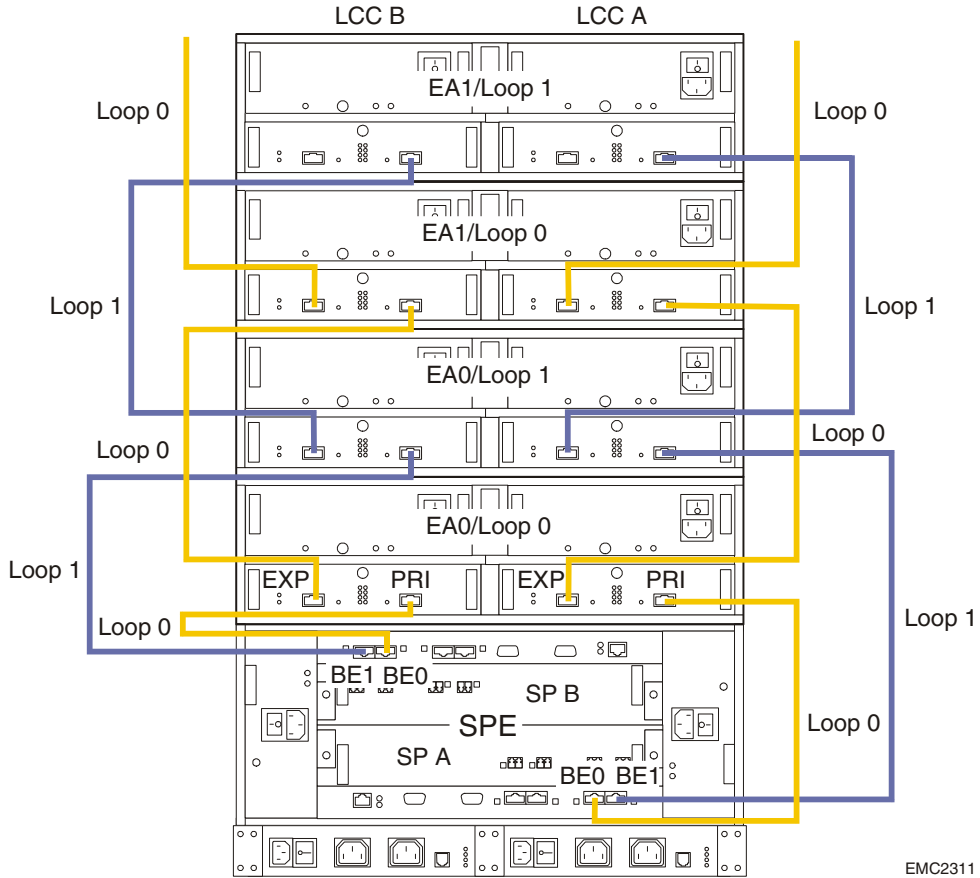 LCC B
LCC A
EA1/Loop 1
Loop 0
Loop 0
EA1/Loop 0
Loop 1
Loop 1
EA0/Loop 1
Loop 0
Loop 0
EA0/Loop 0
Loop 1
EXP
PRI
EXP
PRI
Loop 0
Loop 1
BE1 BE0
SP B
SPE
Loop 0
SP A
BE0 BE1
EMC2311